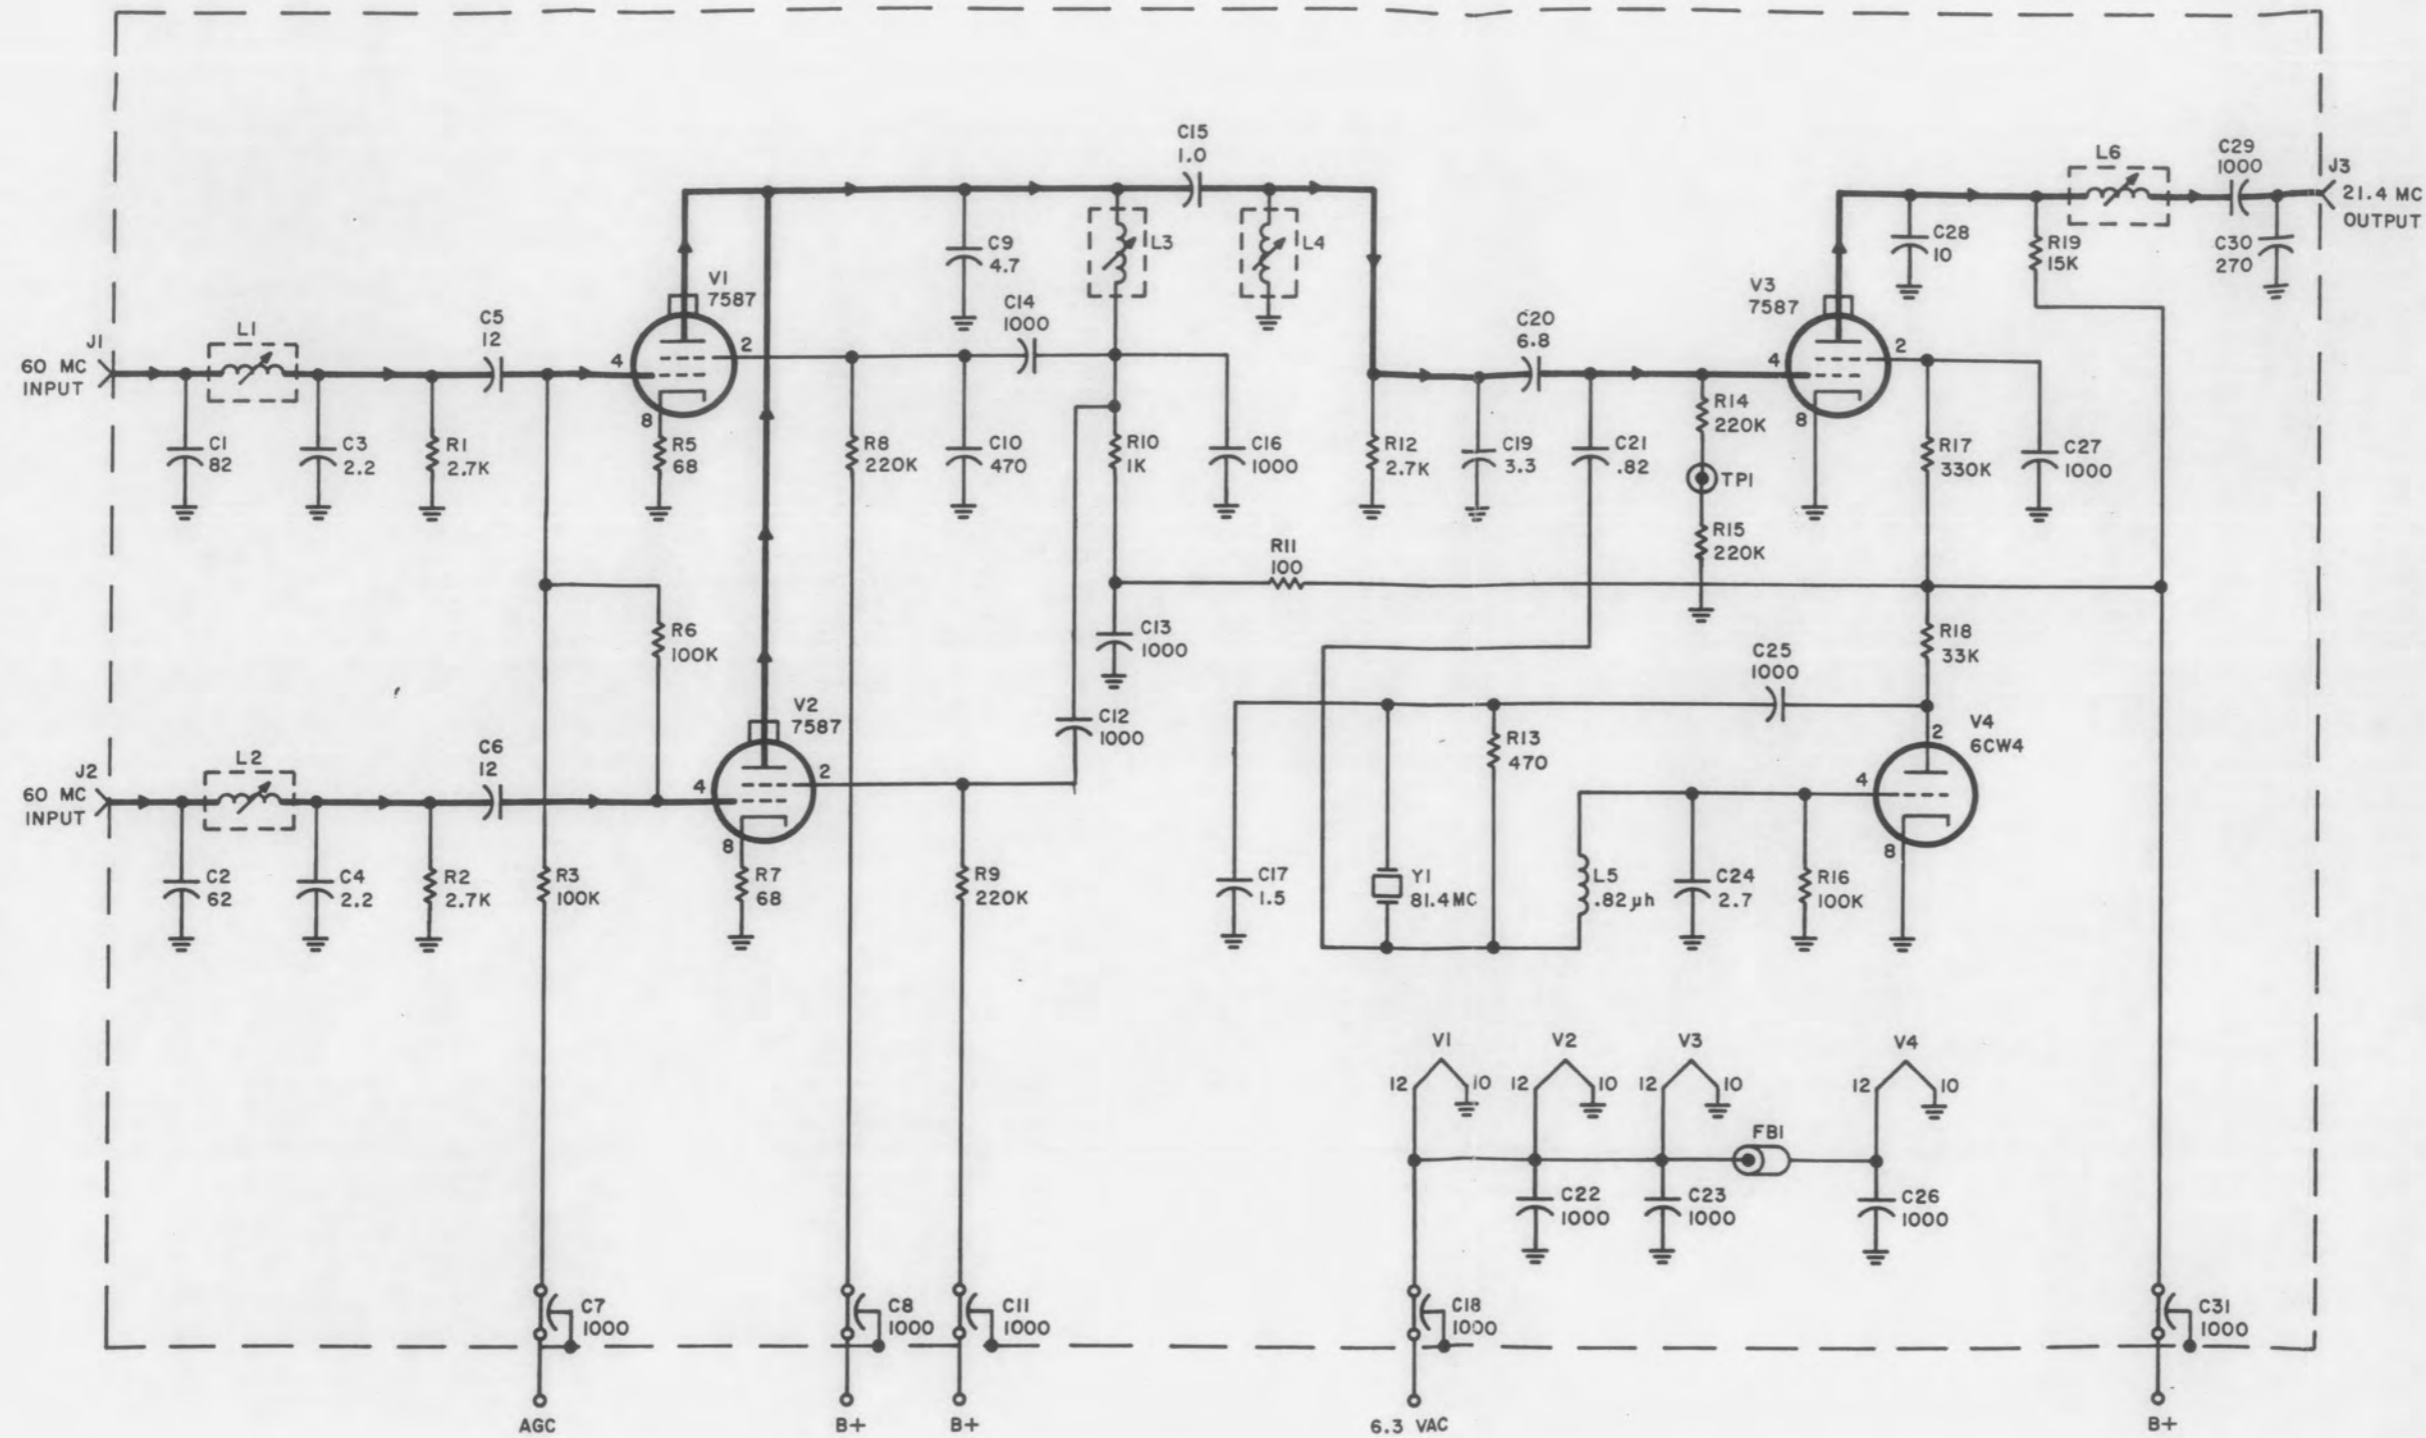 C15
1.0
L6
C29
1000
J3
21.4 MC
OUTPUT
C9
4.7
L3
L4
C28
10
R19
15K
C30
270
V1
7587
V3
7587
C14
1000
J1
60 MC
INPUT
L1
C5
12
4
2
8
C20
6.8
4
2
8
C1
82
C3
2.2
R1
2.7K
R5
68
R8
220K
C10
470
R10
1K
C16
1000
R12
2.7K
C19
3.3
C21
.82
R14
220K
TP1
R15
220K
R17
330K
C27
1000
R11
100
R6
100K
C13
1000
R18
33K
C25
1000
V2
7587
C12
1000
R13
470
V4
6CW4
2
4
8
J2
60 MC
INPUT
L2
C6
12
4
2
8
C2
62
C4
2.2
R2
2.7K
R3
100K
R7
68
R9
220K
C17
1.5
Y1
81.4MC
L5
.82µh
C24
2.7
R16
100K
V1
V2
V3
V4
12
10
12
10
12
10
12
10
FB1
C22
1000
C23
1000
C26
1000
C7
1000
C8
1000
C11
1000
C18
1000
C31
1000
AGC
B+
B+
6.3 VAC
B+